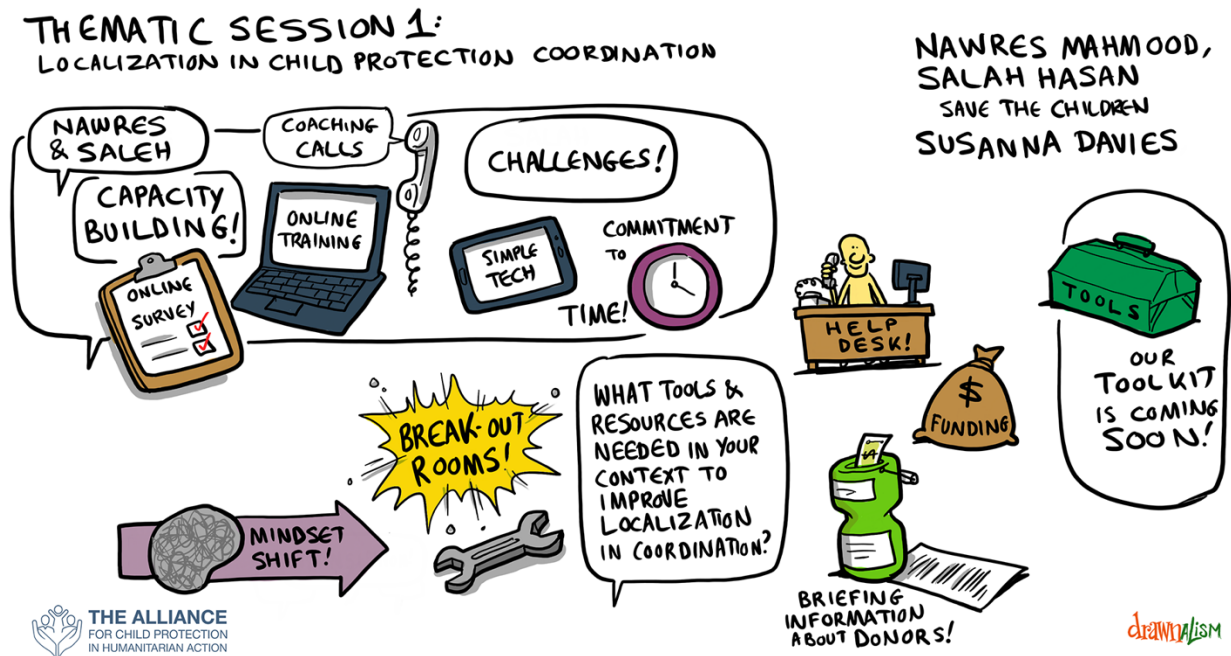 THEMATIC SESSION 1:
LOCALIZATION IN CHILD PROTECTION COORDINATION
NAWRES MAHMOOD,
SALAH HASAN
SAVE THE CHILDREN
SUSANNA DAVIES
NAWRES
& SALEH
CAPACITY
BUILDING!
ONLINE
SURVEY
COACHING
CALLS
ONLINE
TRAINING
CHALLENGES!
SIMPLE
TECH
COMMITMENT
TO
TIME!
HELP
DESK!
TOOLS
OUR
TOOLKIT
IS COMING
SOON!
$
FUNDING
BREAK-OUT
ROOMS!
WHAT TOOLS &
RESOURCES ARE
NEEDED IN YOUR
CONTEXT TO
IMPROVE
LOCALIZATION
IN COORDINATION?
MINDSET
SHIFT!
$
BRIEFING
INFORMATION
ABOUT DONORS!
THE ALLIANCE
FOR CHILD PROTECTION
IN HUMANITARIAN ACTION
drawnalism